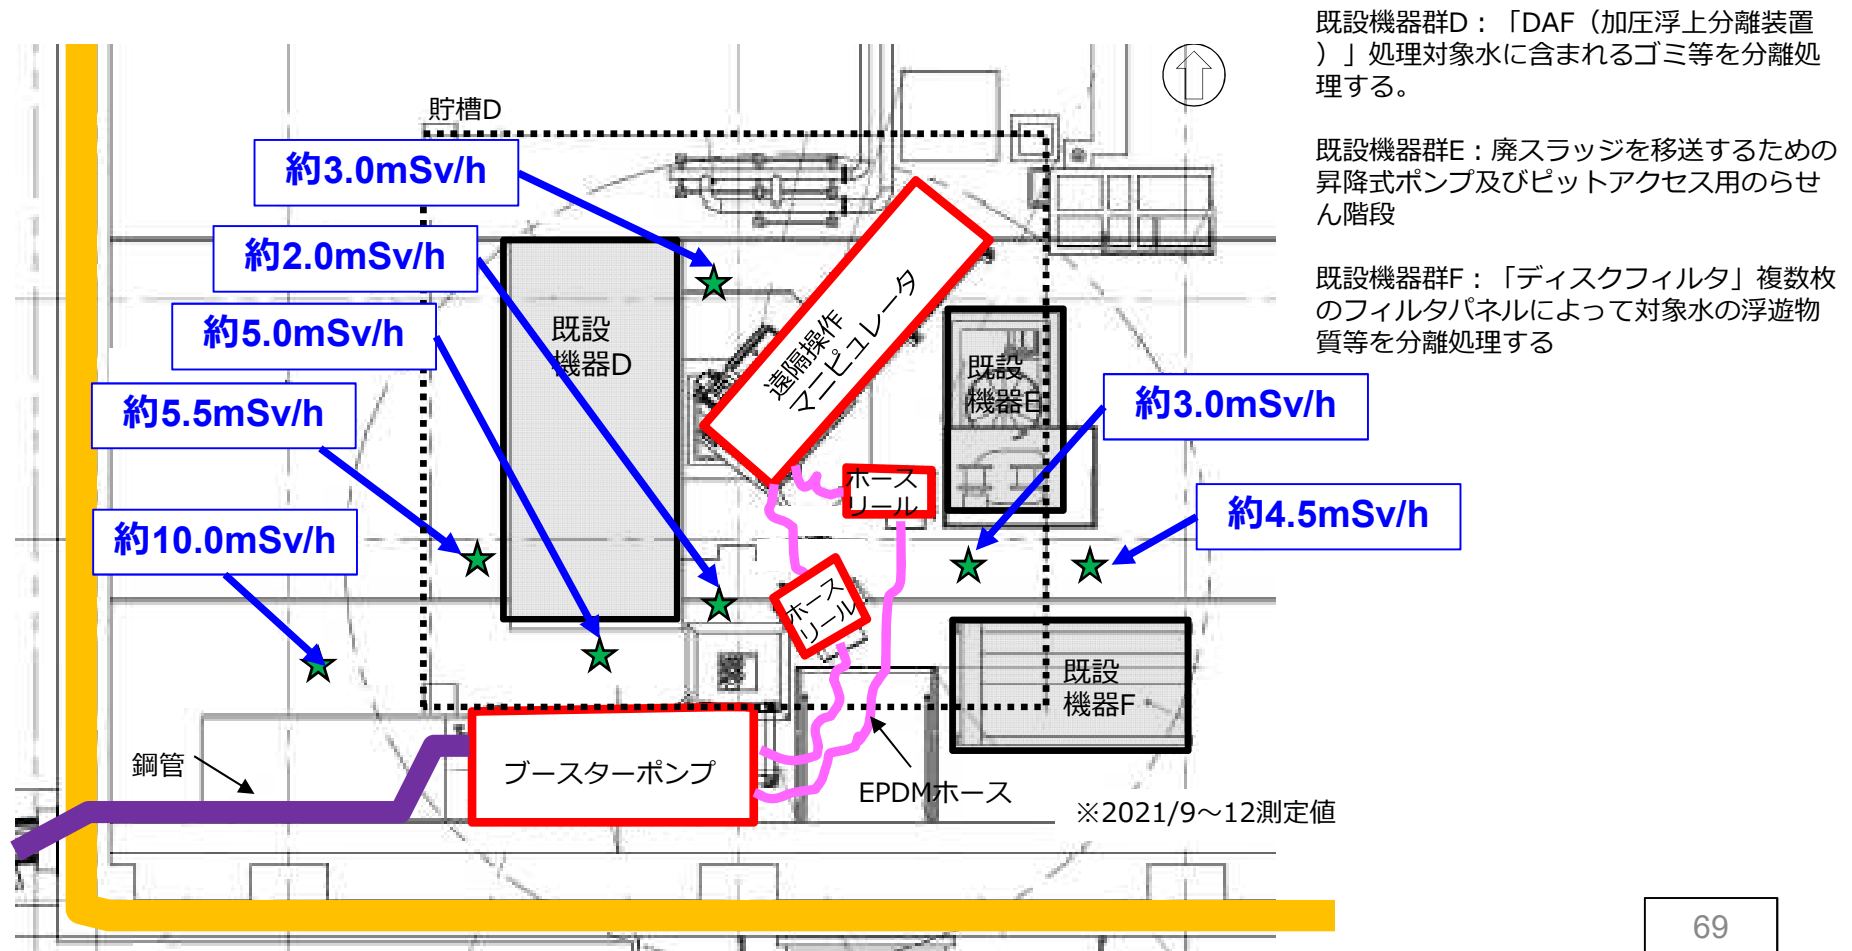 既設機器群D：「DAF（加圧浮上分離装置
）」処理対象水に含まれるゴミ等を分離処
理する。
既設機器群E：廃スラッジを移送するための
昇降式ポンプ及びピットアクセス用のらせ
ん階段
既設機器群F：「ディスクフィルタ」複数枚
のフィルタパネルによって対象水の浮遊物
質等を分離処理する
貯槽D
約3.0mSv/h
約2.0mSv/h
約5.0mSv/h
約5.5mSv/h
約10.0mSv/h
既設
機器D
遠隔操作
マニピュレータ
既設
機器E
約3.0mSv/h
約4.5mSv/h
ホース
リール
ホース
リール
既設
機器F
鋼管
ブースターポンプ
EPDMホース
※2021/9～12測定値
69